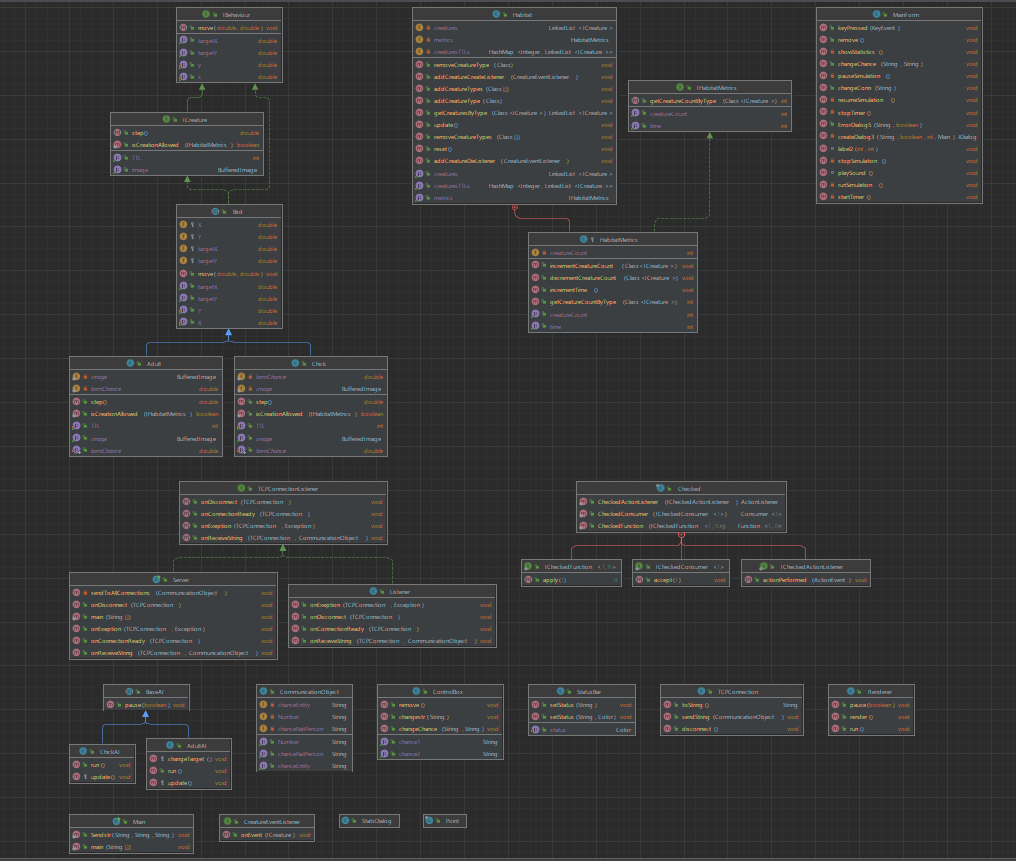 IBehaviour
move(double, double) void
targetX double
targetY double
y double
x double
ICreature
step() double
isCreationAllowed (IHabitatMetrics) boolean
TTL int
image BufferedImage
Bird
X double
Y double
targetX double
targetY double
move(double, double) void
targetX double
targetY double
Y double
X double
Adult
image BufferedImage
bornChance double
step() double
isCreationAllowed (IHabitatMetrics) boolean
TTL int
image BufferedImage
bornChance double
Chick
bornChance double
image BufferedImage
step() double
isCreationAllowed (IHabitatMetrics) boolean
TTL int
image BufferedImage
bornChance double
Habitat
creatures LinkedList <ICreature>
metrics HabitatMetrics
creaturesTTLs HashMap <Integer, LinkedList <ICreature>
removeCreatureType (Class) void
addCreatureCreateListener (CreatureEventListener) void
addCreatureTypes (Class[]) void
addCreatureType (Class) void
getCreaturesByType (Class <ICreature>) LinkedList <ICreature>
update() void
removeCreatureTypes (Class[]) void
reset() void
addCreatureDieListener (CreatureEventListener) void
creatures LinkedList <ICreature>
creaturesTTLs HashMap <Integer, LinkedList <ICreature>
metrics IHabitatMetrics
IHabitatMetrics
getCreatureCountByType (Class <ICreature>) int
creatureCount int
time int
HabitatMetrics
creatureCount int
incrementCreatureCount (Class <ICreature>) void
decrementCreatureCount (Class <ICreature>) void
incrementTime () void
getCreatureCountByType (Class <ICreature>) int
creatureCount int
time int
MainForm
keyPressed (KeyEvent) void
remove () void
showStatistics () void
changeChance (String, String) void
pauseSimulation () void
changeConn (String) void
resumeSimulation () void
stopTimer () void
ErrorDialog5 (String, boolean) void
createDialog1 (String, boolean, int, Main) JDialog
label2 (int, int) void
stopSimulation () void
playSound () void
runSimulation () void
startTimer () void
TCPConnectionListener
onDisconnect (TCPConnection) void
onConnectionReady (TCPConnection) void
onExeption (TCPConnection, Exception) void
onReceiveString (TCPConnection, CommuncationObject) void
Server
sendToAllConnections (CommuncationObject) void
onDisconnect (TCPConnection) void
main (String[]) void
onExeption (TCPConnection, Exception) void
onConnectionReady (TCPConnection) void
onReceiveString (TCPConnection, CommuncationObject) void
Listener
onExeption (TCPConnection, Exception) void
onDisconnect (TCPConnection) void
onConnectionReady (TCPConnection) void
onReceiveString (TCPConnection, CommuncationObject) void
Checked
CheckedActionListener (ICheckedActionListener) ActionListener
CheckedConsumer (ICheckedConsumer <T>) Consumer <T>
CheckedFunction (ICheckedFunction <T, R>) Function <T, R>
ICheckedFunction <T, R>
apply(T) R
ICheckedConsumer <T>
accept(T) void
ICheckedActionListener
actionPerformed (ActionEvent) void
BaseAI
pause(boolean) void
ChickAI
run() void
update() void
AdultAI
changeTarget () void
run() void
update() void
CommuncationObject
chanceEntity String
Number String
chanceNatPerson String
Number String
chanceNatPerson String
chanceEntity String
ControlBox
remove() void
changestr (String) void
changeChance (String, String) void
chance1 String
chance2 String
StatusBar
setStatus (String) void
setStatus (String, Color) void
status Color
TCPConnection
toString () String
sendString (CommuncationObject) void
disconnect () void
Renderer
pause(boolean) void
render() void
run() void
Main
Sendstr(String, String, String) void
main (String[]) void
CreatureEventListener
onEvent (ICreature) void
StatsDialog
Point